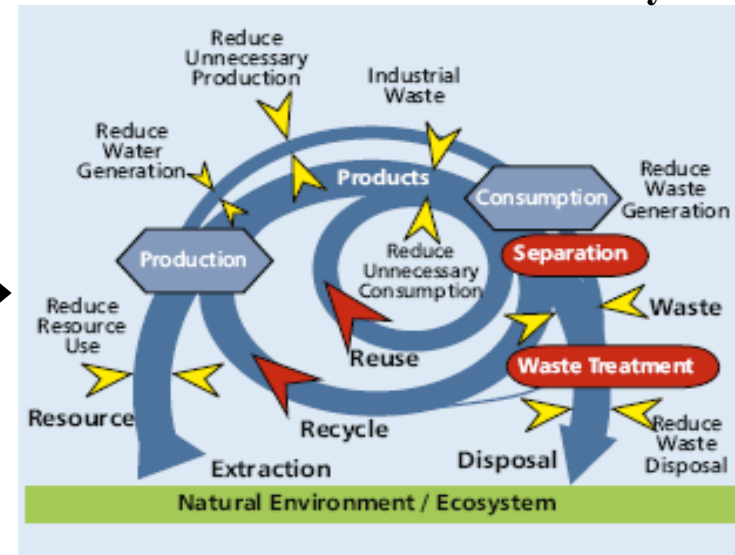 Reduce
Unnecessary
Production
Industrial
Waste
Reduce
Water
Generation
Products
Consumption
Reduce
Waste
Generation
Production
Reduce
Unnecessary
Consumption
Separation
Reduce
Resource
Use
Waste
Reuse
Waste Treatment
Resource
Recycle
Reduce
Waste
Disposal
Extraction
Disposal
Natural Environment / Ecosystem